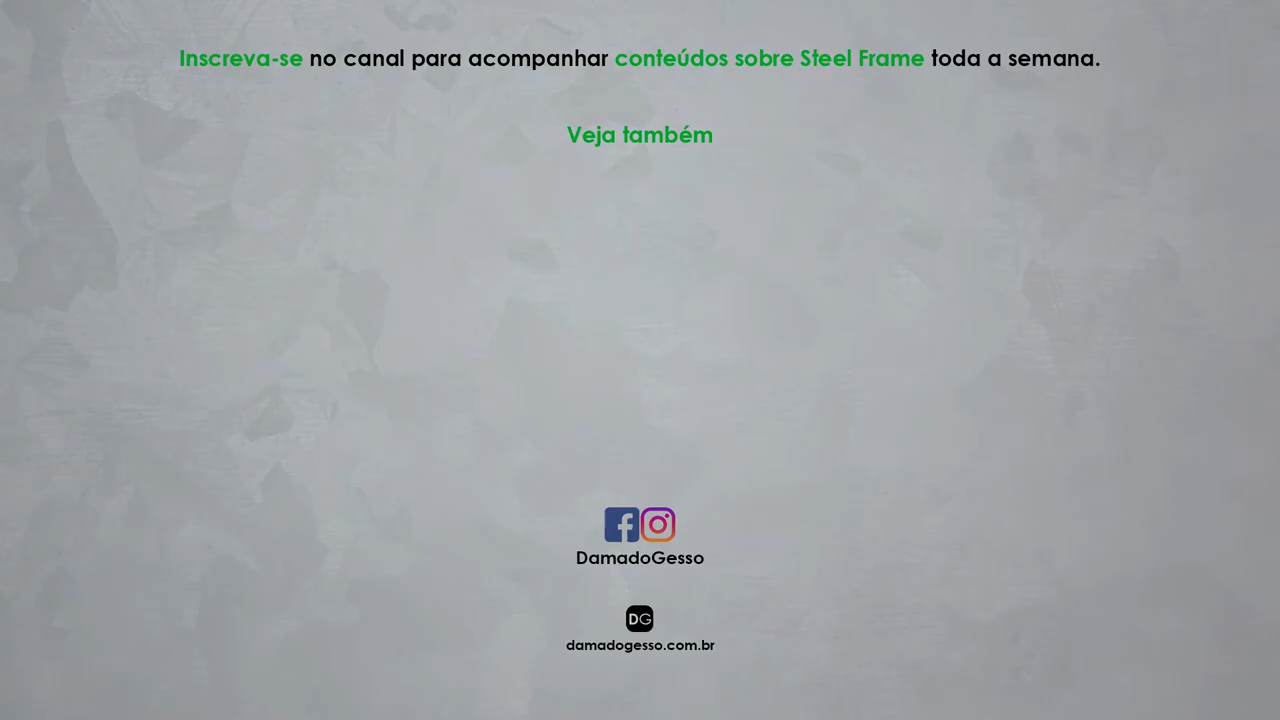 Inscreva-se no canal para acompanhar conteúdos sobre Steel Frame toda a semana.
Veja também
DamadoGesso
DG
damadogesso.com.br